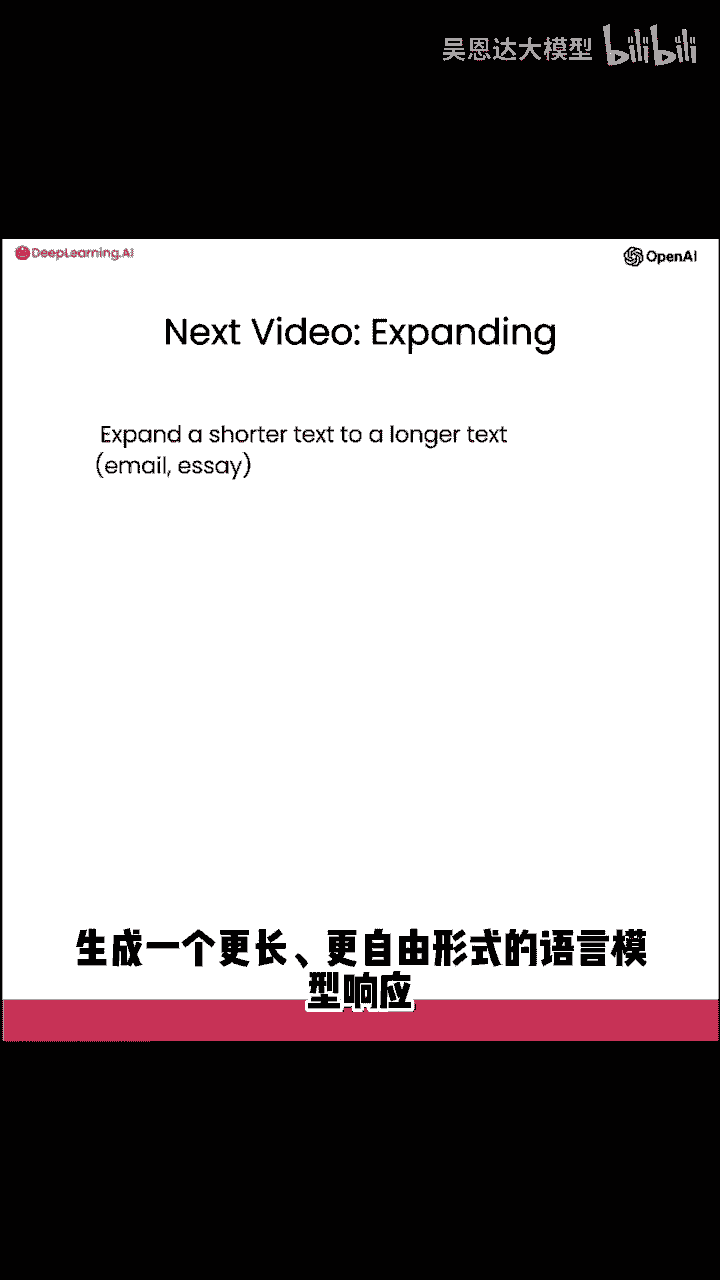 吴恩达大模型 bilibili
DeepLearning.AI
OpenAI
Next Video: Expanding
Expand a shorter text to a longer text
(email, essay)
生成一个更长、更自由形式的语言模
型响应